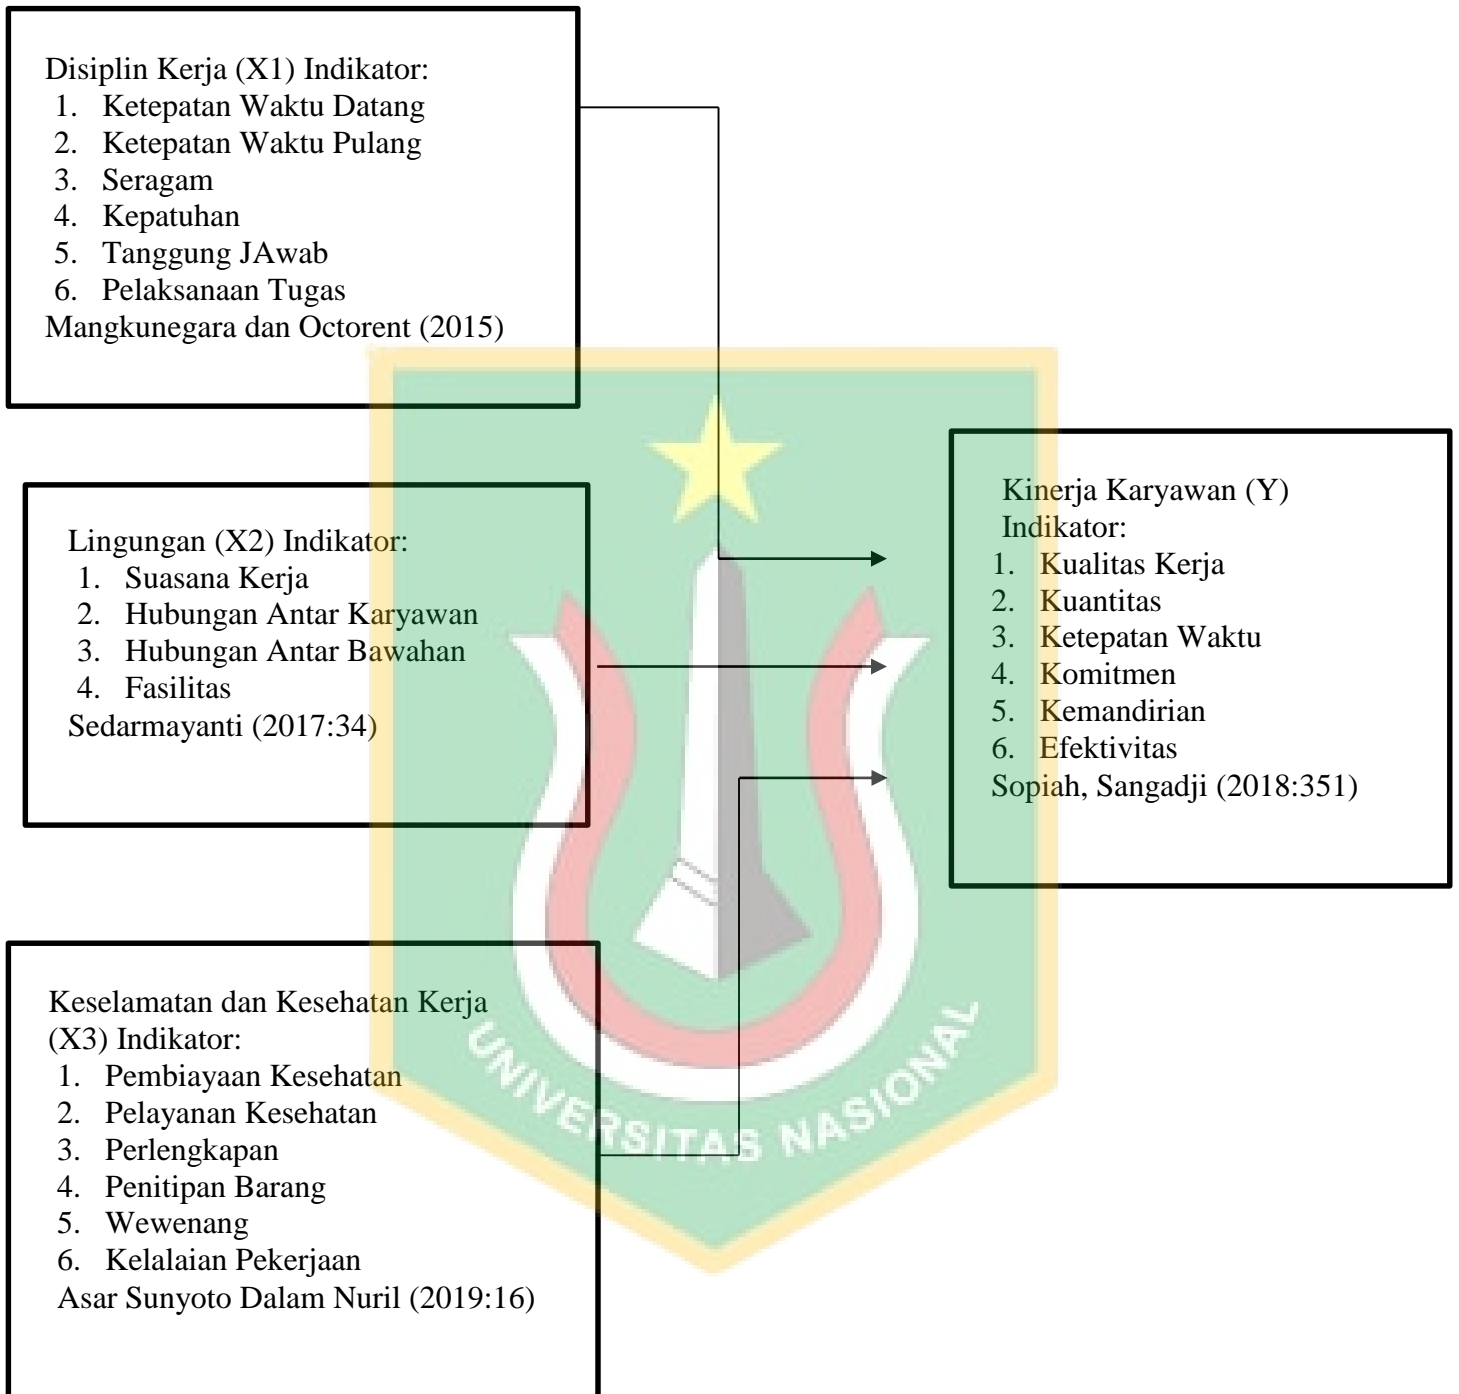 Disiplin Kerja (X1) Indikator:
1. Ketepatan Waktu Datang
2. Ketepatan Waktu Pulang
3. Seragam
4. Kepatuhan
5. Tanggung JAwab
6. Pelaksanaan Tugas
Mangkunegara dan Octorent (2015)
Lingungan (X2) Indikator:
1. Suasana Kerja
2. Hubungan Antar Karyawan
3. Hubungan Antar Bawahan
4. Fasilitas
Sedarmayanti (2017:34)
Keselamatan dan Kesehatan Kerja
(X3) Indikator:
1. Pembiayaan Kesehatan
2. Pelayanan Kesehatan
3. Perlengkapan
4. Penitipan Barang
5. Wewenang
6. Kelalaian Pekerjaan
Asar Sunyoto Dalam Nuril (2019:16)
Kinerja Karyawan (Y)
Indikator:
1. Kualitas Kerja
2. Kuantitas
3. Ketepatan Waktu
4. Komitmen
5. Kemandirian
6. Efektivitas
Sopiah, Sangadji (2018:351)
UNIVERSITAS NASIONAL